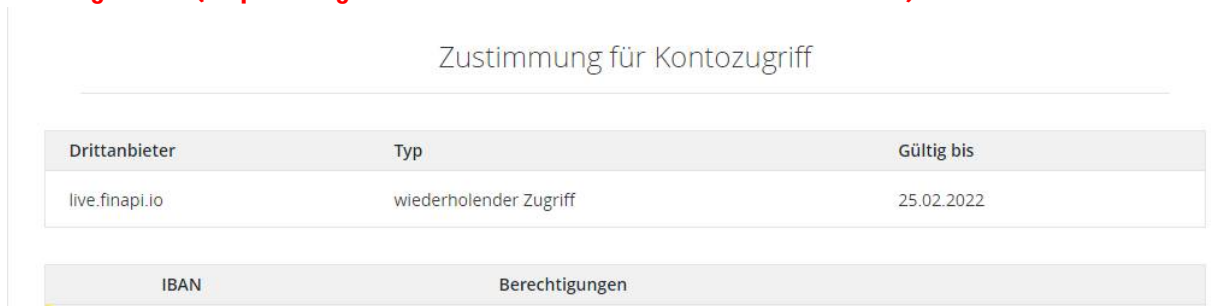 Zustimmung für Kontozugriff
Drittanbieter Typ Gültig bis
live.finapi.io wiederholender Zugriff 25.02.2022
IBAN Berechtigungen